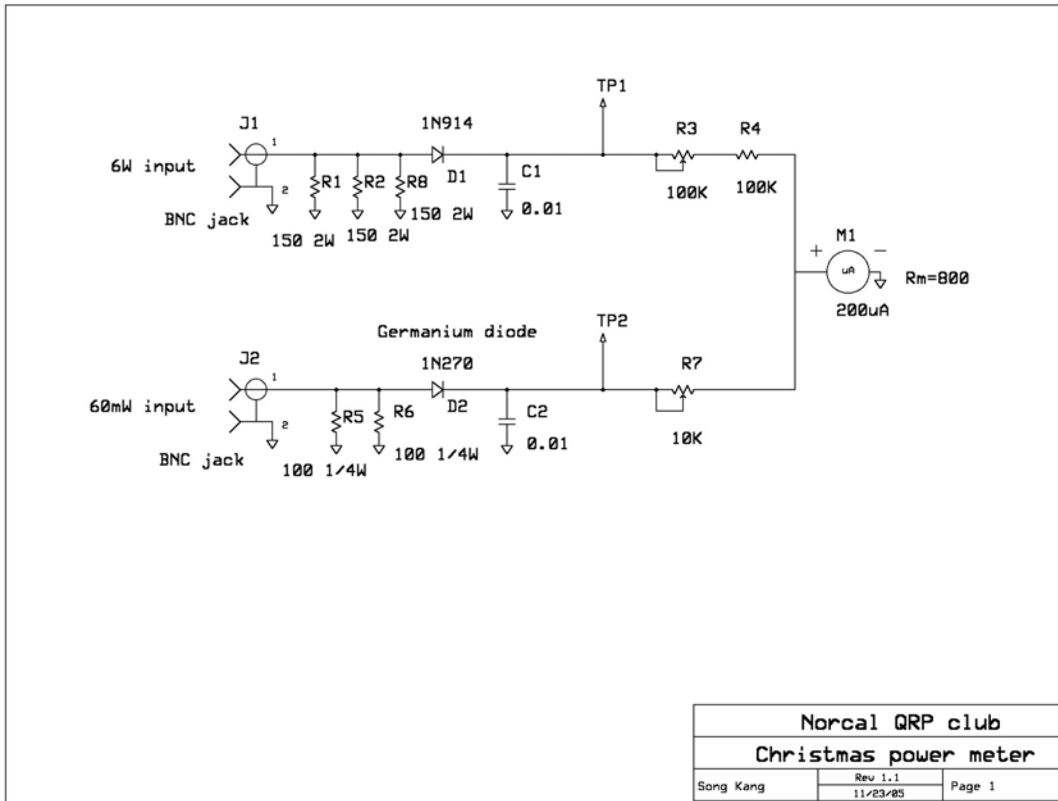 TP1
J1
1N914
R3
R4
1
6W input
R1
R2
R8
D1
C1
2
100K
100K
0.01
BNC jack
150 2W
150 2W
150 2W
M1
+
-
uA
Rm=800
200uA
TP2
Germanium diode
J2
1N270
R7
1
60mW input
R5
R6
D2
C2
2
10K
0.01
BNC jack
100 1/4W
100 1/4W
Norcal QRP club
Christmas power meter
Song Kang
Rev 1.1
11/23/05
Page 1